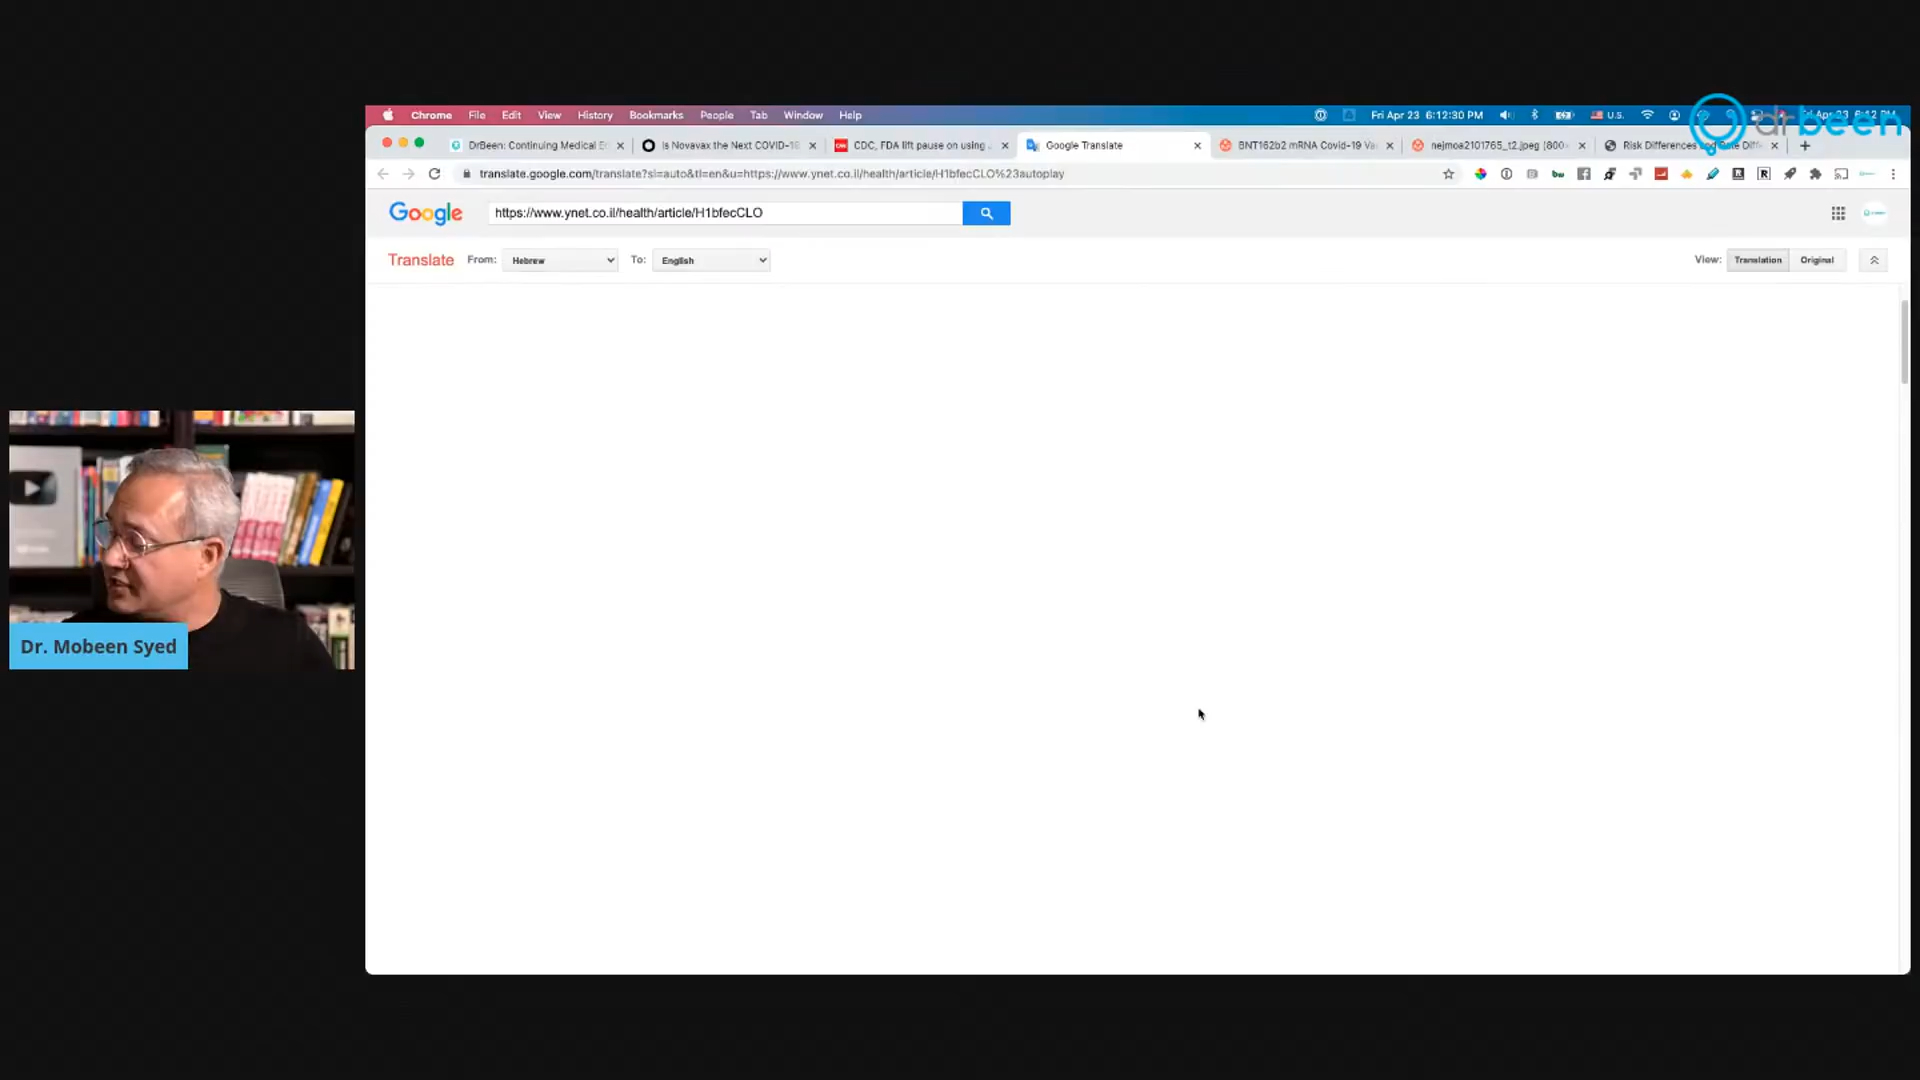 Chrome File Edit View History Bookmarks People Tab Window Help
U.S. Fri Apr 23 6:12:30 PM
drbeen
DrBeen: Continuing Medical E
Is Novavax the Next COVID-1
CDC, FDA lift pause on using
Google Translate
BNT162b2 mRNA Covid-19 Va
nejmoa2101765_t2.jpeg (800
Risk Differences and Rate Diff
translate.google.com/translate?sl=auto&tl=en&u=https://www.ynet.co.il/health/article/H1bfecCLO%23autoplay
Google
https://www.ynet.co.il/health/article/H1bfecCLO
Translate From: Hebrew To: English
View: Translation Original
Dr. Mobeen Syed